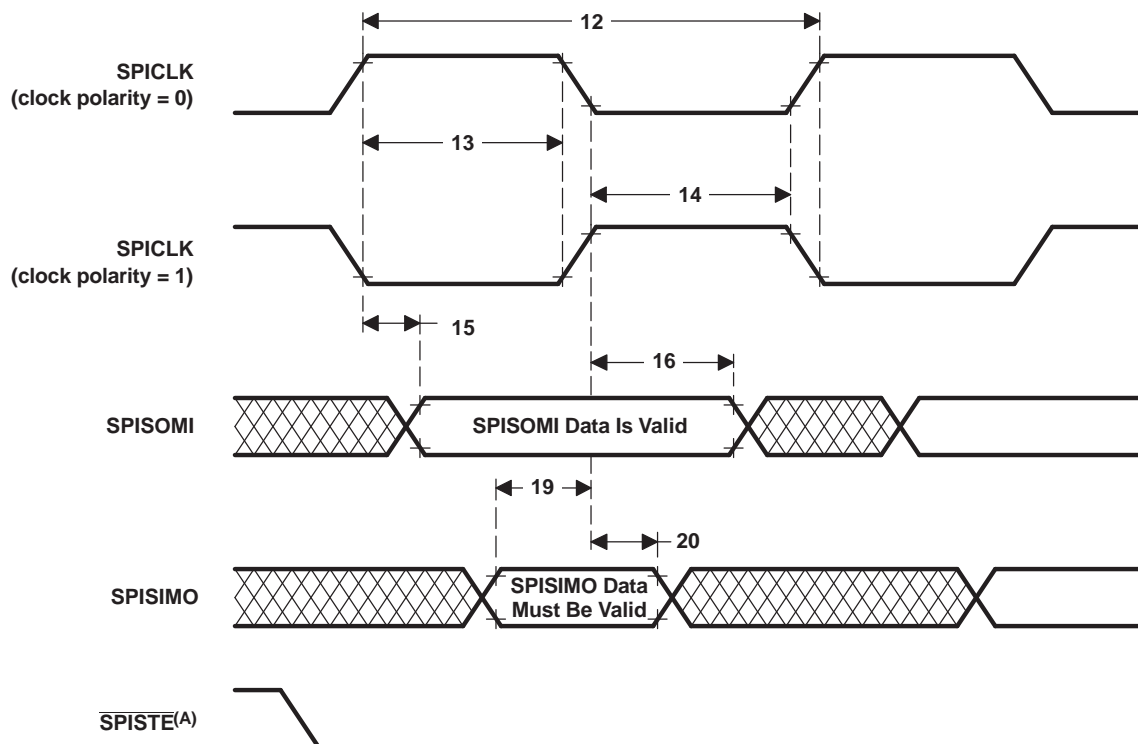 12
SPICLK
(clock polarity = 0)
13
14
SPICLK
(clock polarity = 1)
15
16
SPISOMI
SPISOMI Data Is Valid
19
20
SPISIMO
SPISIMO Data
Must Be Valid
SPISTE(A)